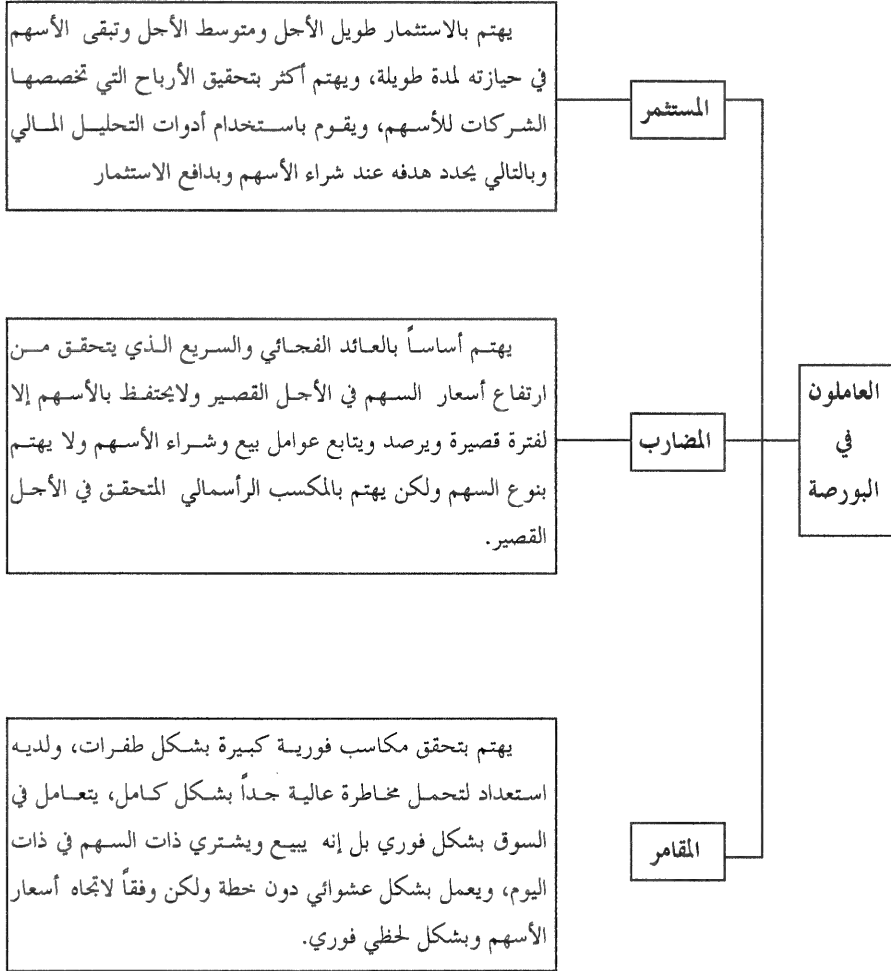 العاملون
في
البورصة
المستثمر
يهتم بالاستثمار طويل الأجل ومتوسط الأجل وتبقى الأسهم
في حيازته لمدة طويلة، ويهتم أكثر بتحقيق الأرباح التي تخصصها
الشركات للأسهم، ويقوم باستخدام أدوات التحليل المالي
وبالتالي يحدد هدفه عند شراء الأسهم وبدافع الاستثمار
المضارب
يهتم أساساً بالعائد الفجائي والسريع الذي يتحقق من
ارتفاع أسعار السهم في الأجل القصير ولايحتفظ بالأسهم إلا
لفترة قصيرة ويرصد ويتابع عوامل بيع وشراء الأسهم ولا يهتم
بنوع السهم ولكن يهتم بالمكسب الرأسمالي المتحقق في الأجل
القصير.
المقامر
يهتم بتحقق مكاسب فورية كبيرة بشكل طفرات، ولديه
استعداد لتحمل مخاطرة عالية جداً بشكل كامل، يتعامل في
السوق بشكل فوري بل إنه يبيع ويشتري ذات السهم في ذات
اليوم، ويعمل بشكل عشوائي دون خطة ولكن وفقاً لاتجاه أسعار
الأسهم وبشكل لحظي فوري.